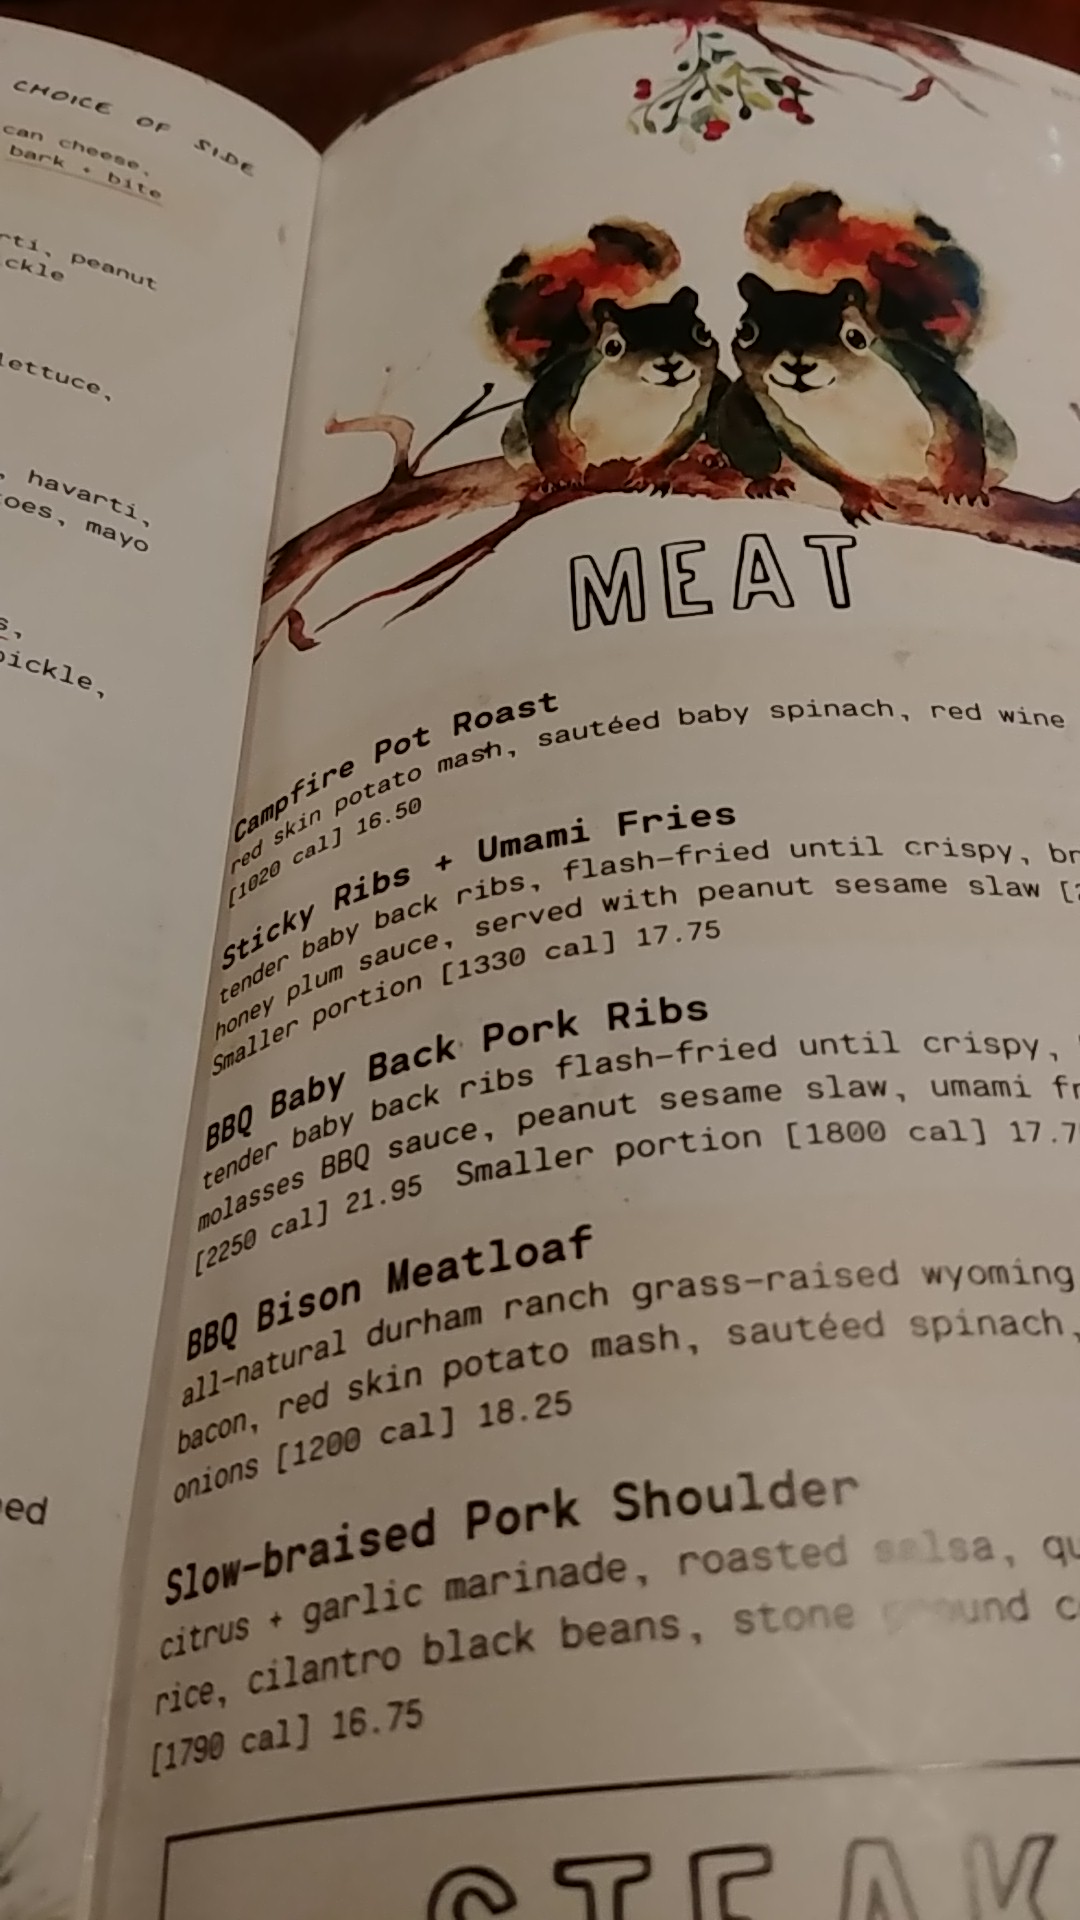 CHOICE OF SIDE
can cheese,
bark + bite
peanut
lettuce,
havarti,
mayo
pickle,
MEAT
Campfire Pot Roast
red skin potato mash, sautéed baby spinach, red wine
[1020 cal] 16.50
Sticky Ribs + Umami Fries
tender baby back ribs, flash-fried until crispy,
honey plum sauce, served with peanut sesame slaw
Smaller portion [1330 cal] 17.75
BBQ Baby Back Pork Ribs
tender baby back ribs flash-fried until crispy,
molasses BBQ sauce, peanut sesame slaw, umami
[2250 cal] 21.95 Smaller portion [1800 cal]
BBQ Bison Meatloaf
all-natural durham ranch grass-raised wyoming
bacon, red skin potato mash, sautéed spinach,
onions [1200 cal] 18.25
Slow-braised Pork Shoulder
citrus + garlic marinade, roasted salsa,
rice, cilantro black beans, stone ground
[1790 cal] 16.75
STEAK